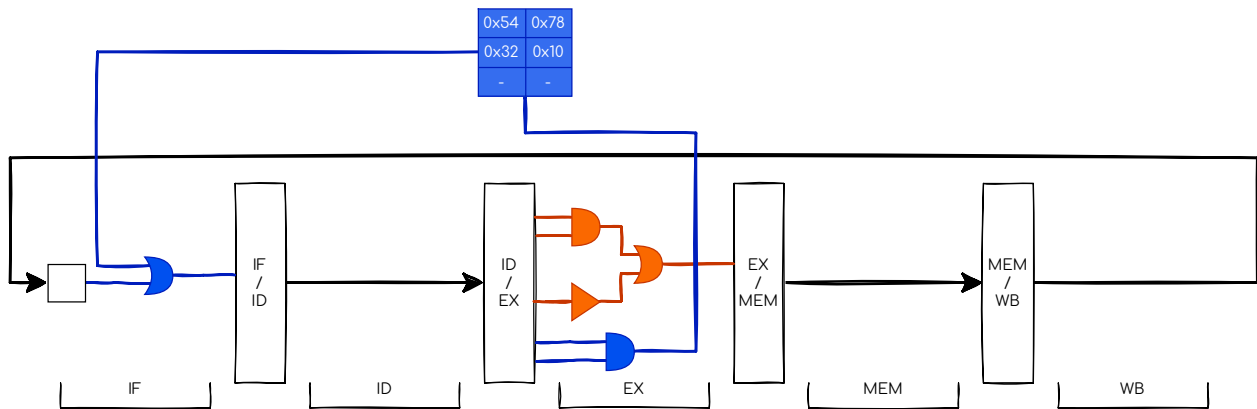 0x54 0x78
0x32 0x10
- -
IF
/
ID
ID
/
EX
EX
/
MEM
MEM
/
WB
IF
ID
EX
MEM
WB